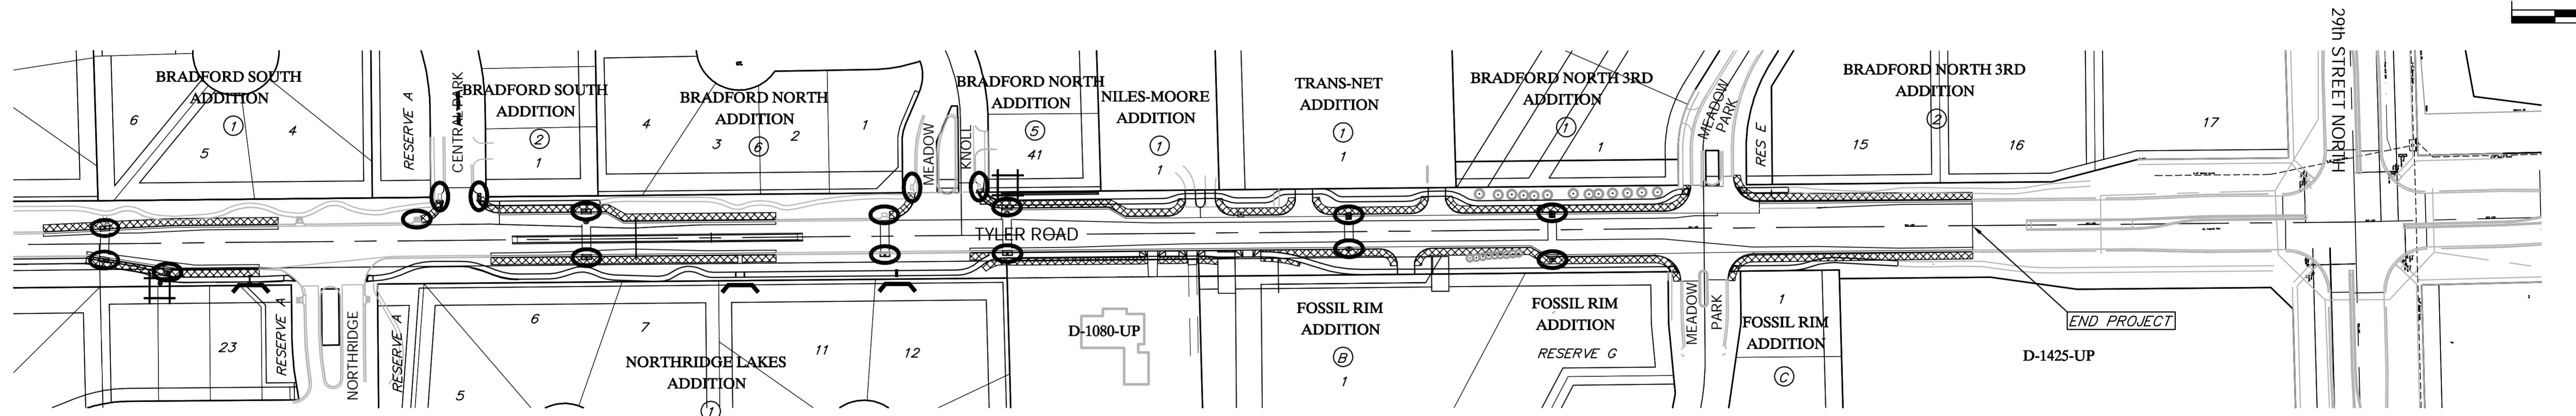 29th STREET NORTH
BRADFORD SOUTH
ADDITION
1
6
5
4
RESERVE A
CENTRAL PARK
BRADFORD SOUTH
ADDITION
2
1
BRADFORD NORTH
ADDITION
6
4
3
2
1
MEADOW
KNOLL
BRADFORD NORTH
ADDITION
5
41
NILES-MOORE
ADDITION
1
1
TRANS-NET
ADDITION
1
1
BRADFORD NORTH 3RD
ADDITION
1
1
MEADOW
PARK
RES E
BRADFORD NORTH 3RD
ADDITION
2
15
16
17
TYLER ROAD
23
RESERVE A
NORTHRIDGE
RESERVE A
5
6
7
NORTHRIDGE LAKES
ADDITION
1
11
12
D-1080-UP
FOSSIL RIM
ADDITION
B
1
FOSSIL RIM
ADDITION
RESERVE G
MEADOW
PARK
1
FOSSIL RIM
ADDITION
C
END PROJECT
D-1425-UP